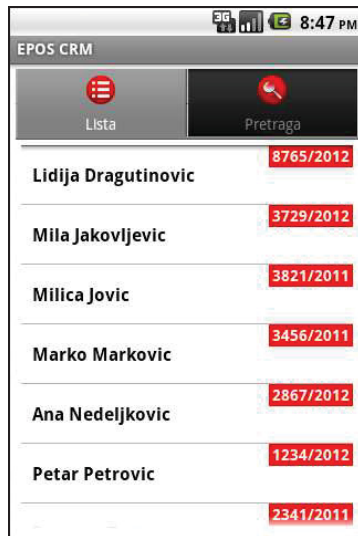 3G 8:47 PM
EPOS CRM
Lista Pretraga
8765/2012
Lidija Dragutinovic
3729/2012
Mila Jakovljevic
3821/2011
Milica Jovic
3456/2011
Marko Markovic
2867/2012
Ana Nedeljkovic
1234/2012
Petar Petrovic
2341/2011